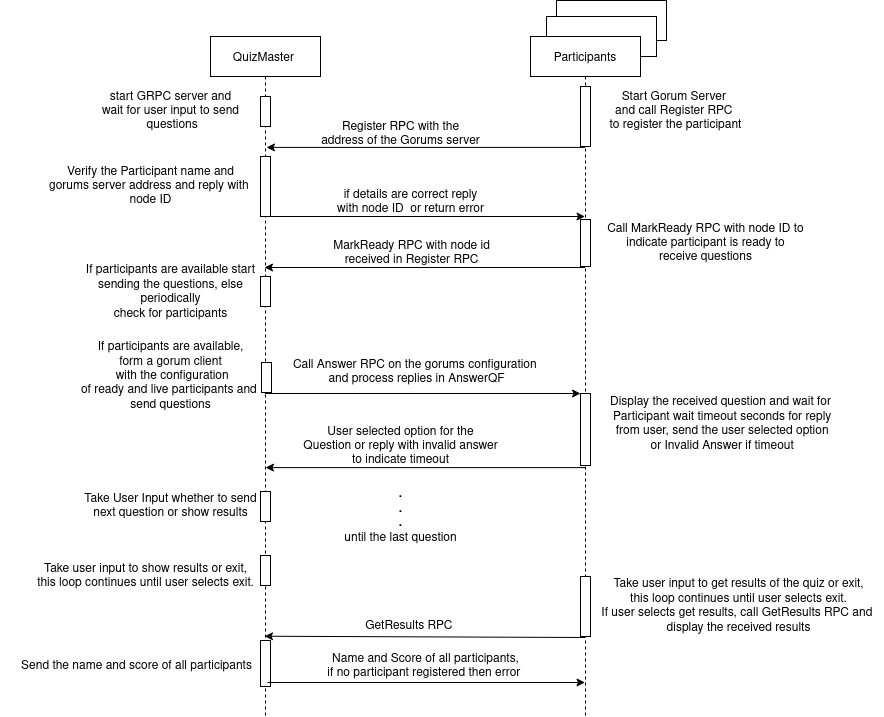 QuizMaster
Participants
start GRPC server and
wait for user input to send
questions
Start Gorum Server
and call Register RPC
to register the participant
Register RPC with the
address of the Gorums server
Verify the Participant name and
gorums server address and reply with
node ID
if details are correct reply
with node ID  or return error
Call MarkReady RPC with node ID to
indicate participant is ready to
receive questions
MarkReady RPC with node id
received in Register RPC
If participants are available start
sending the questions, else
periodically
check for participants
If participants are available,
form a gorum client
with the configuration
of ready and live participants and
send questions
Call Answer RPC on the gorums configuration
and process replies in AnswerQF
Display the received question and wait for
Participant wait timeout seconds for reply
from user, send the user selected option
or Invalid Answer if timeout
User selected option for the
Question or reply with invalid answer
to indicate timeout
Take User Input whether to send
next question or show results
.
.
.
until the last question
Take user input to show results or exit,
this loop continues until user selects exit.
Take user input to get results of the quiz or exit,
this loop continues until user selects exit.
If user selects get results, call GetResults RPC and
display the received results
GetResults RPC
Send the name and score of all participants
Name and Score of all participants,
if no participant registered then error